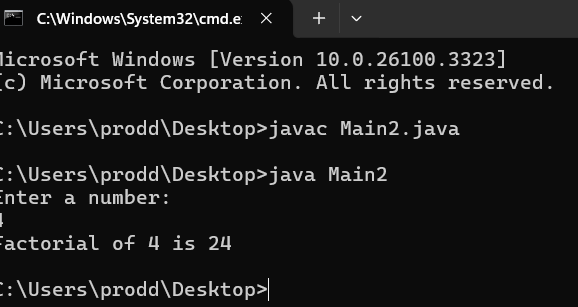 C:\Windows\System32\cmd.e
Microsoft Windows [Version 10.0.26100.3323]
(c) Microsoft Corporation. All rights reserved.
C:\Users\prodd\Desktop>javac Main2.java
C:\Users\prodd\Desktop>java Main2
Enter a number:
4
Factorial of 4 is 24
C:\Users\prodd\Desktop>